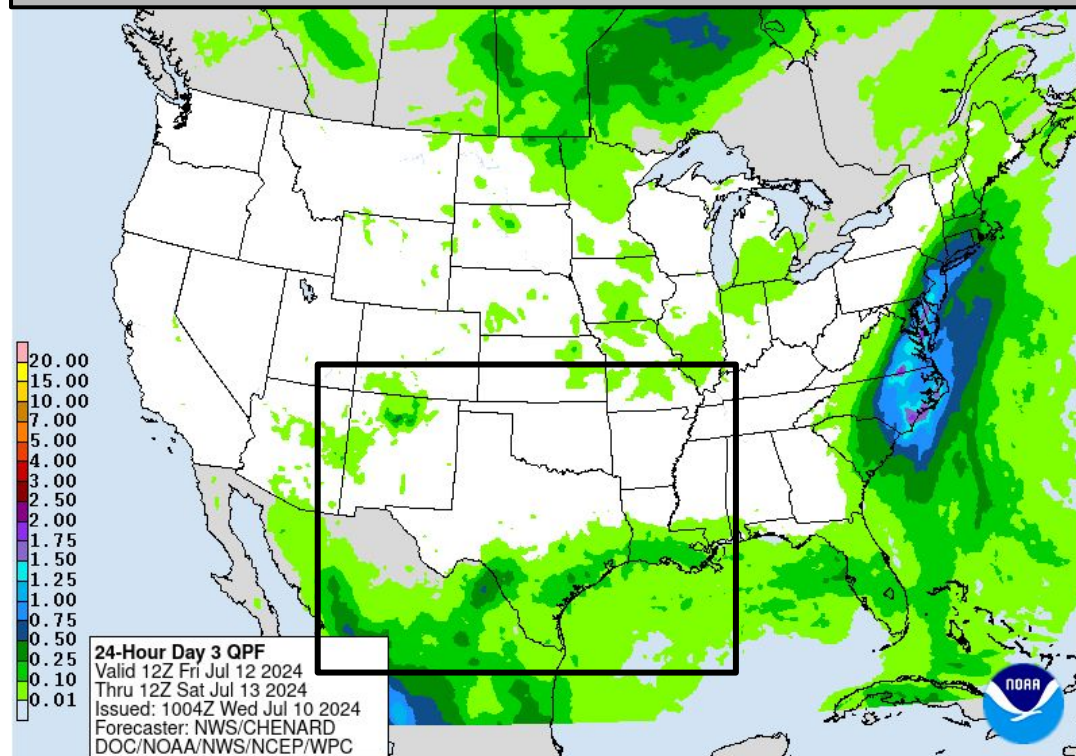 20.00
15.00
10.00
7.00
5.00
4.00
3.00
2.50
2.00
1.75
1.50
1.25
1.00
0.75
0.50
0.25
0.10
0.01
24-Hour Day 3 QPF
Valid 12Z Fri Jul 12 2024
Thru 12Z Sat Jul 13 2024
Issued: 1004Z Wed Jul 10 2024
Forecaster: NWS/CHENARD
DOC/NOAA/NWS/NCEP/WPC
NOAA